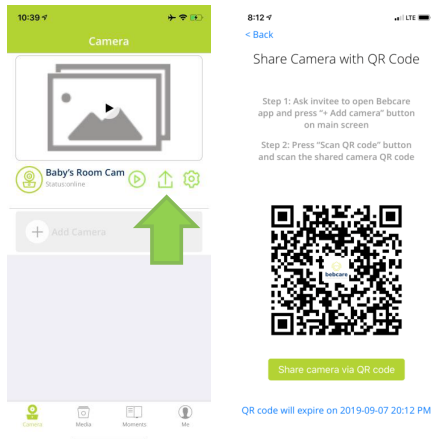 10:39
Camera
Baby's Room Cam
Status:online
Add Camera
Camera
Media
Moments
Me
8:12
LTE
< Back
Share Camera with QR Code
Step 1: Ask invitee to open Bebcare
app and press "+ Add camera" button
on main screen
Step 2: Press "Scan QR code" button
and scan the shared camera QR code
bebcare
Share camera via QR code
QR code will expire on 2019-09-07 20:12 PM